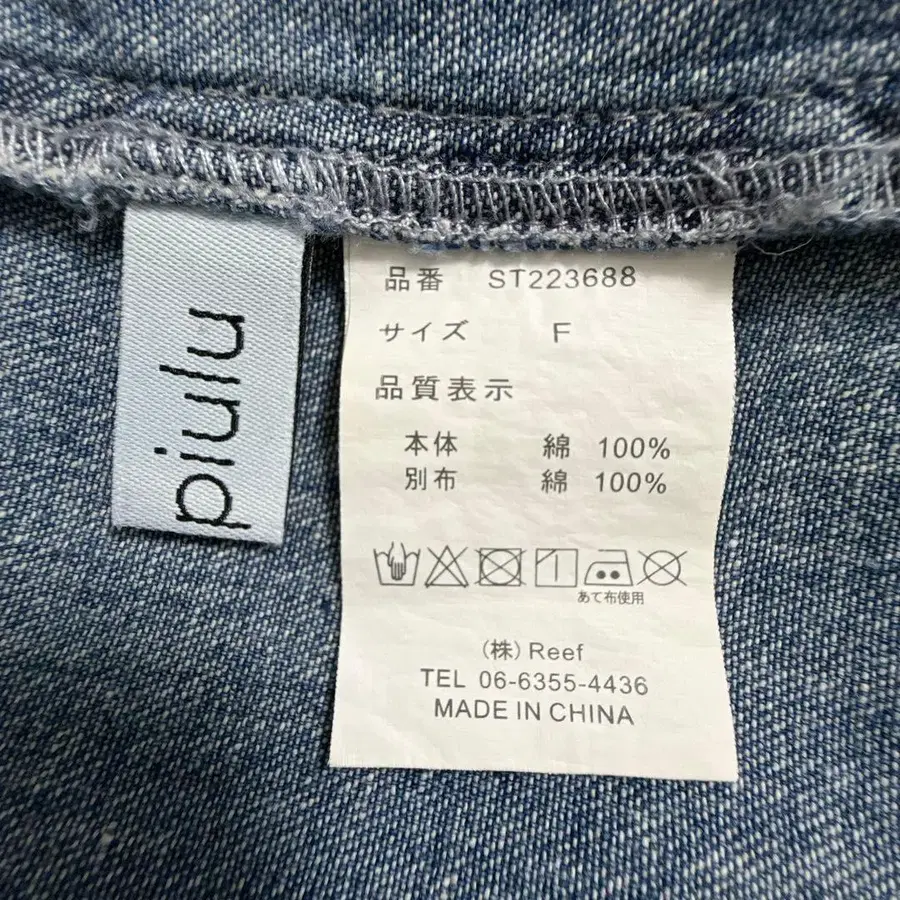 piulu
品番 ST223688
サイズ F
品質表示
本体 綿 100%
別布 綿 100%
あて布使用
(株) Reef
TEL 06-6355-4436
MADE IN CHINA